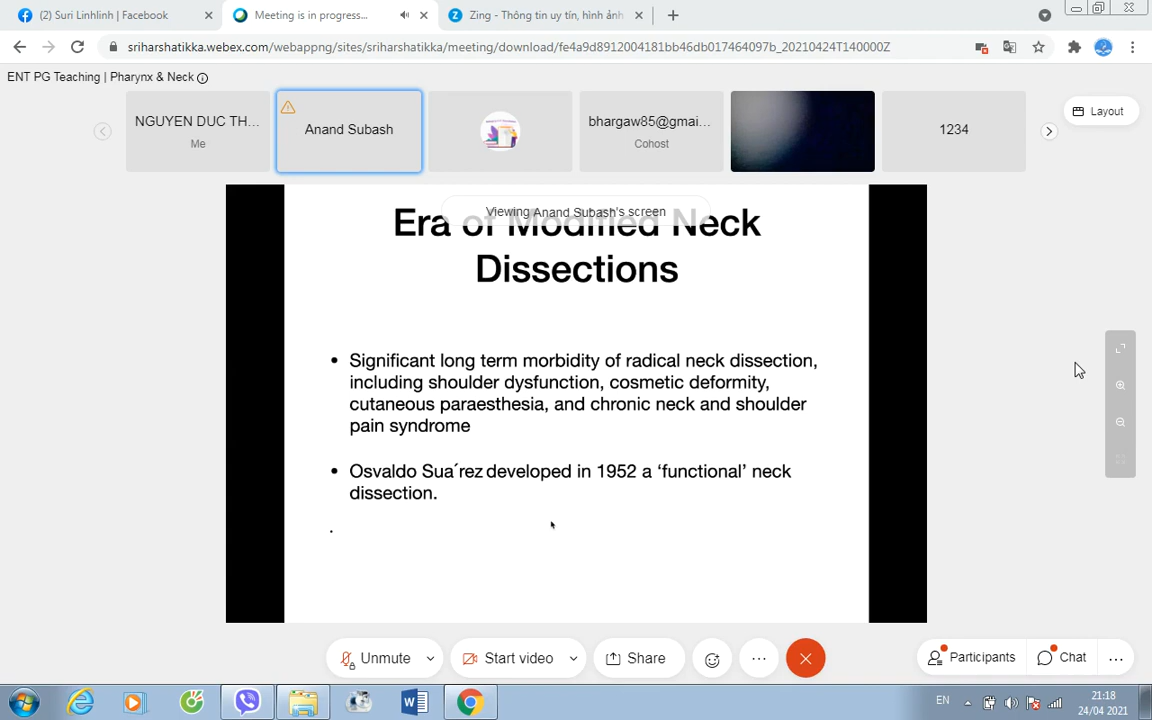 (2) Suri Linhlinh | Facebook
Meeting is in progress...
Zing - Thông tin uy tín, hình ảnh
sriharshatikka.webex.com/webappng/sites/sriharshatikka/meeting/download/fe4a9d8912004181bb46db017464097b_20210424T140000Z
ENT PG Teaching | Pharynx & Neck
NGUYEN DUC TH...
Me
Anand Subash
bhargaw85@gmai...
Cohost
1234
Layout
Viewing Anand Subash's screen
Era of Modified Neck
Dissections
• Significant long term morbidity of radical neck dissection,
including shoulder dysfunction, cosmetic deformity,
cutaneous paraesthesia, and chronic neck and shoulder
pain syndrome
• Osvaldo Sua´rez developed in 1952 a ‘functional’ neck
dissection.
.
Unmute
Start video
Share
Participants
Chat
EN
21:18
24/04 2021